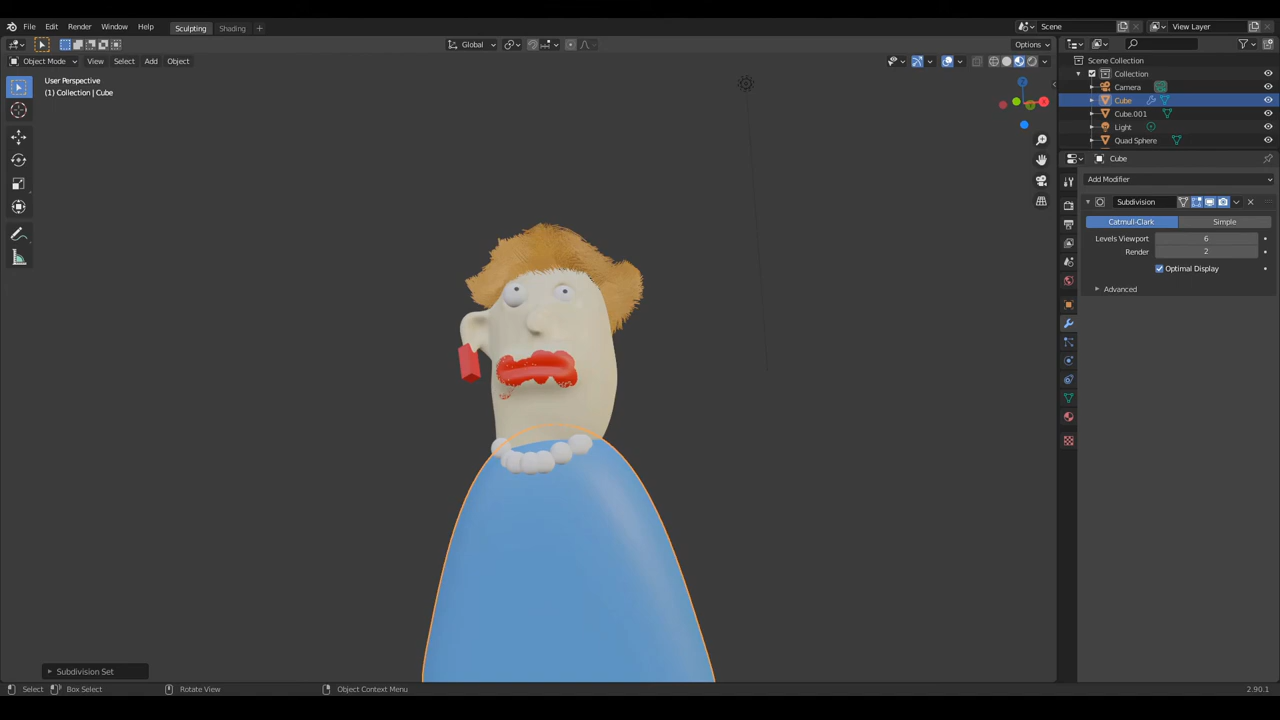 File Edit Render Window Help Sculpting Shading Scene View Layer
Global Options
Object Mode View Select Add Object
User Perspective
(1) Collection | Cube
Scene Collection
Collection
Camera
Cube
Cube.001
Light
Quad Sphere
Cube
Add Modifier
Subdivision
Catmull-Clark Simple
Levels Viewport 6
Render 2
Optimal Display
Advanced
Subdivision Set
Select Box Select Rotate View Object Context Menu 2.90.1